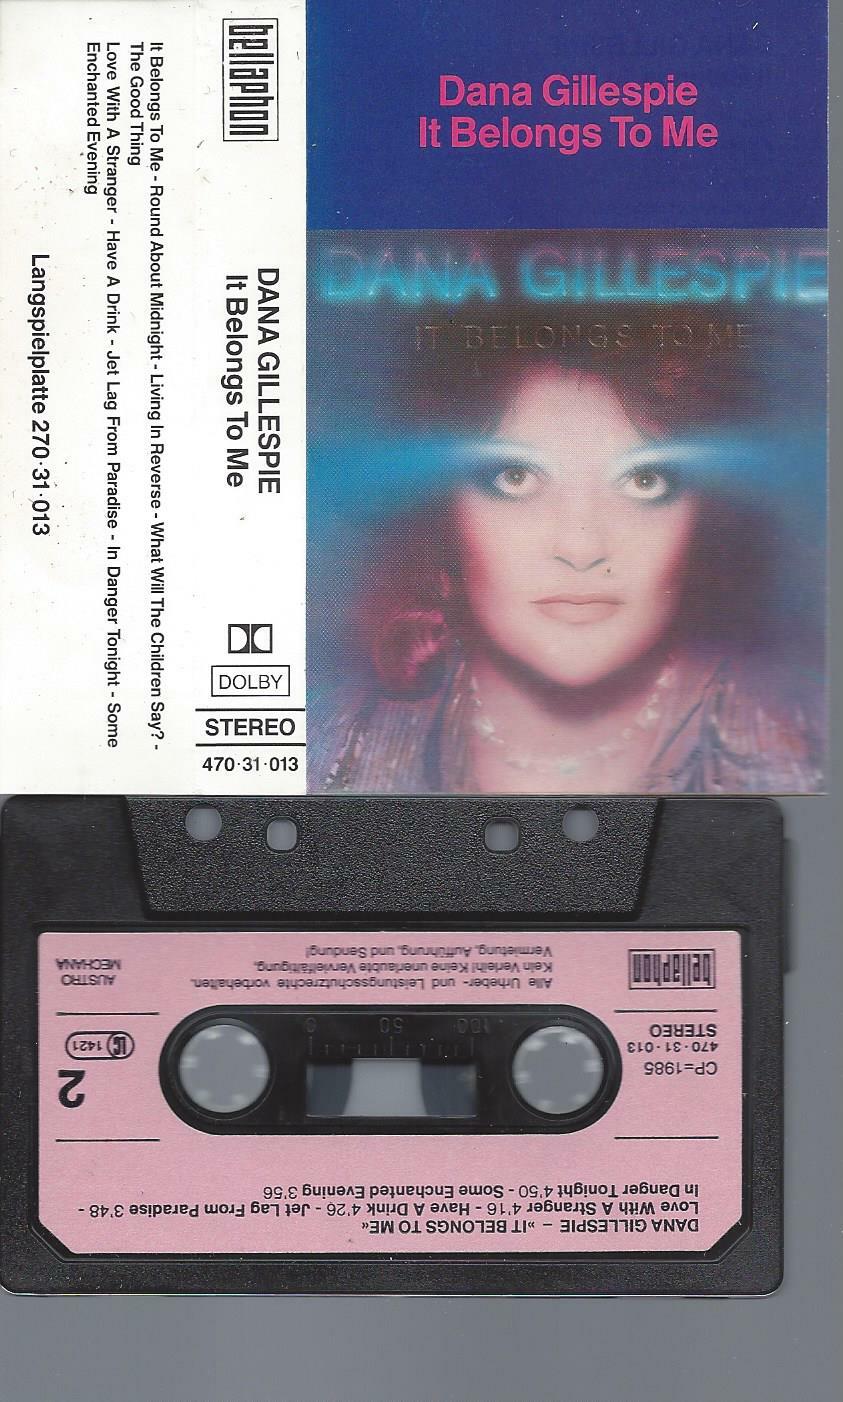 Dana Gillespie
It Belongs To Me
DANA GILLESPIE
IT BELONGS TO ME
bellaphon
DANA GILLESPIE
It Belongs To Me
DOLBY
STEREO
470·31·013
It Belongs To Me - Round About Midnight - Living In Reverse - What Will The Children Say? -
The Good Thing
Love With A Stranger - Have A Drink - Jet Lag From Paradise - In Danger Tonight - Some
Enchanted Evening
Langspielplatte 270·31·013
DANA GILLESPIE – »IT BELONGS TO ME«
Love With A Stranger 4'16 - Have A Drink 4'26 - Jet Lag From Paradise 3'48 -
In Danger Tonight 4'50 - Some Enchanted Evening 3'56
CP=1985
470·31·013
STEREO
2
LC 1421
100 50 0
bellaphon
AUSTRO
MECHANA
Alle Urheber- und Leistungsschutzrechte vorbehalten.
Kein Verleih! Keine unerlaubte Vervielfältigung,
Vermietung, Aufführung und Sendung!